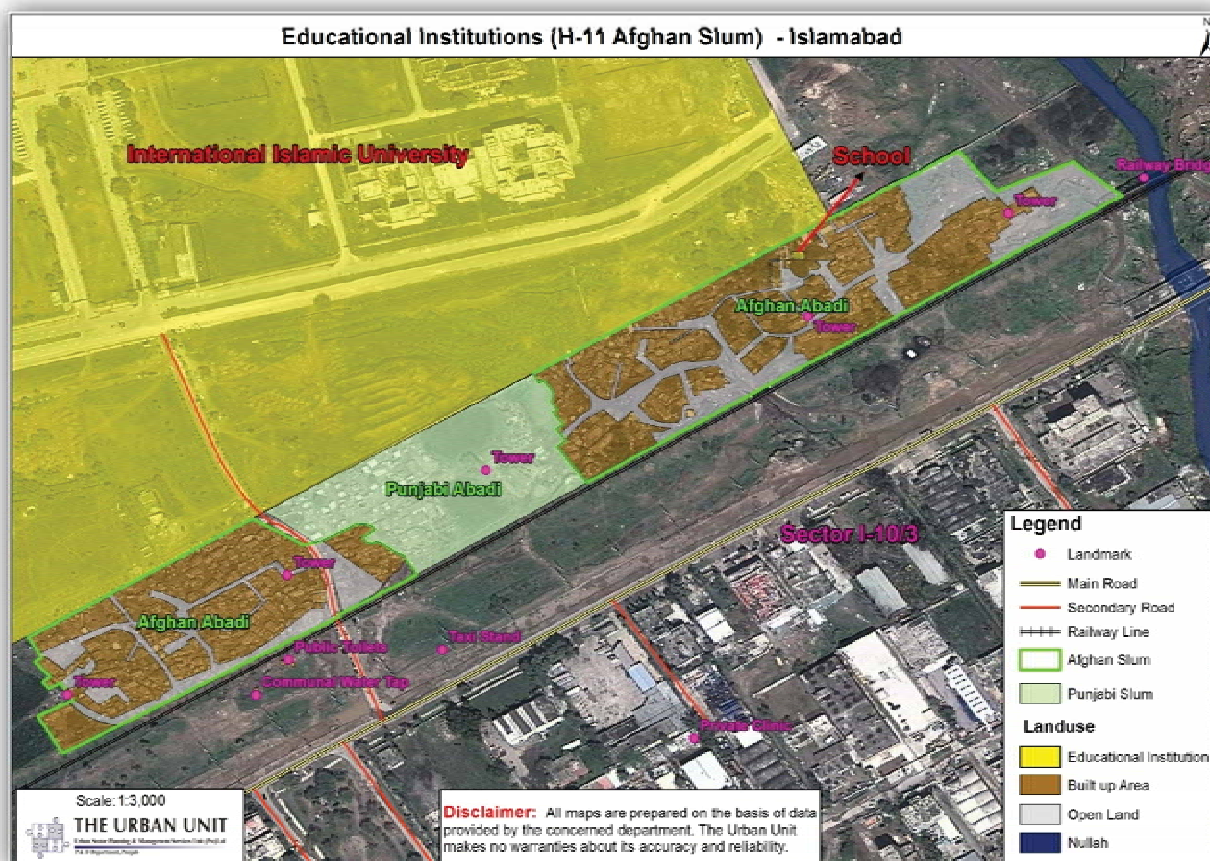 Educational Institutions (H-11 Afghan Slum) - Islamabad
N
International Islamic University
School
Railway Bridg
Tower
Afghan Abadi
Tower
Tower
Punjabi Abadi
Sector I-10/3
Tower
Afghan Abadi
Public Toilets
Taxi Stand
Tower
Communal Water Tap
Private Clinic
Legend
Landmark
Main Road
Secondary Road
Railway Line
Afghan Slum
Punjabi Slum
Landuse
Educational Institution
Built up Area
Open Land
Nullah
Scale: 1:3,000
THE URBAN UNIT
Disclaimer: All maps are prepared on the basis of data
provided by the concerned department. The Urban Unit
makes no warranties about its accuracy and reliability.